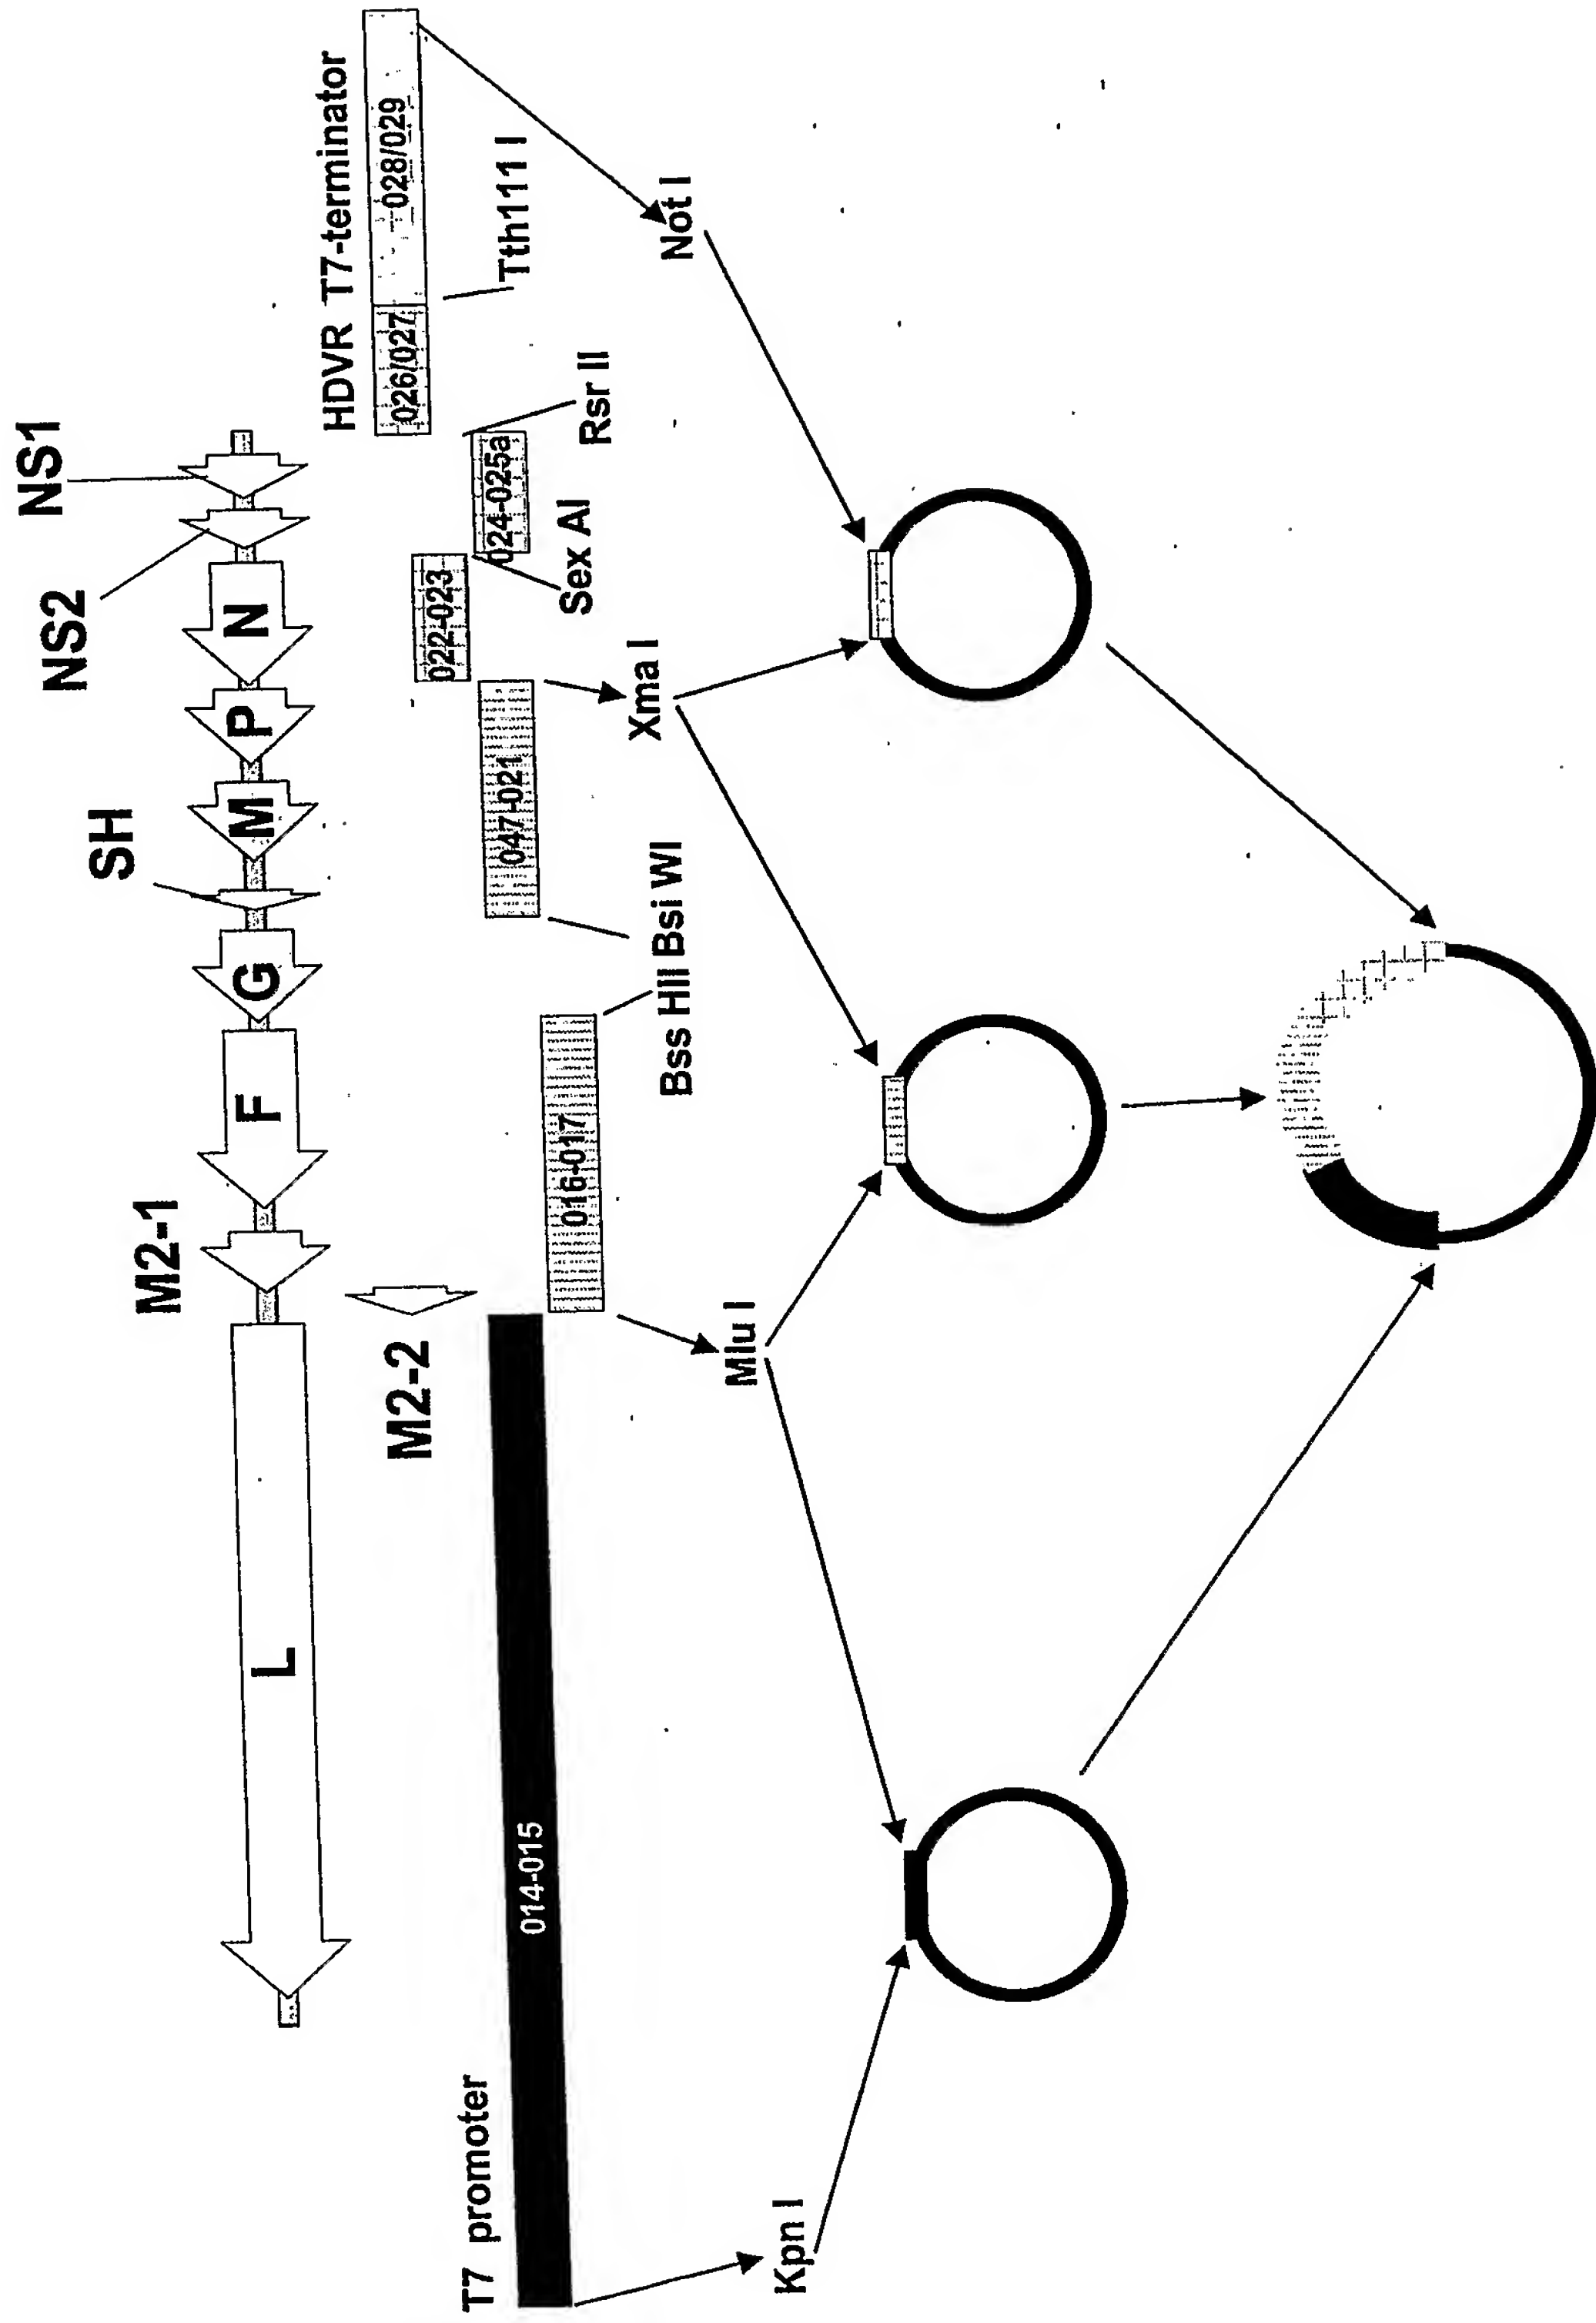 NS1
NS2
SH
M2-1
N
P
M
G
F
L
M2-2
HDVR T7-terminator
026/027
028/029
Tth111 I
024-025a
Rsr II
022-023
Sex AI
047-021
Xma I
Not I
Bss HII Bsi WI
016-017
Mlu I
T7 promoter
014-015
Kpn I